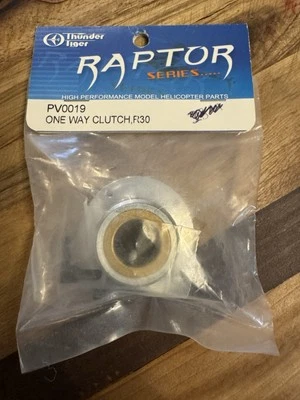 Thunder
Tiger
RAPTOR
SERIES.....
HIGH PERFORMANCE MODEL HELICOPTER PARTS
PV0019
ONE WAY CLUTCH,R30